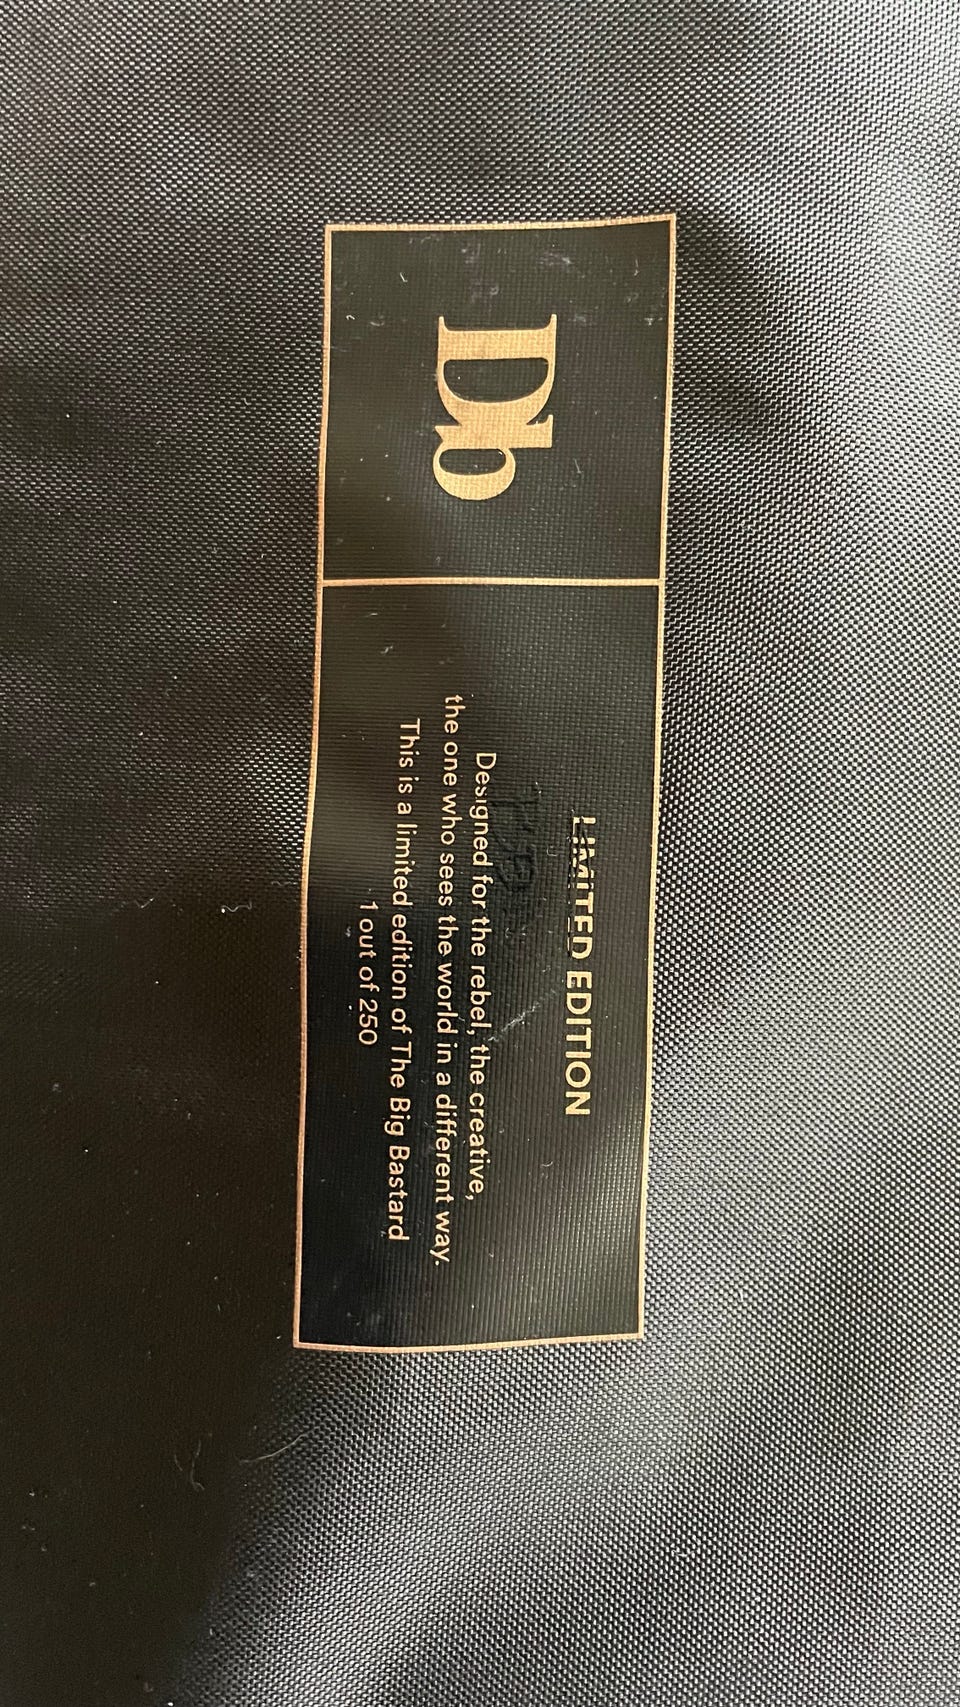 Db
LIMITED EDITION
Designed for the rebel, the creative,
the one who sees the world in a different way.
This is a limited edition of The Big Bastard
1 out of 250